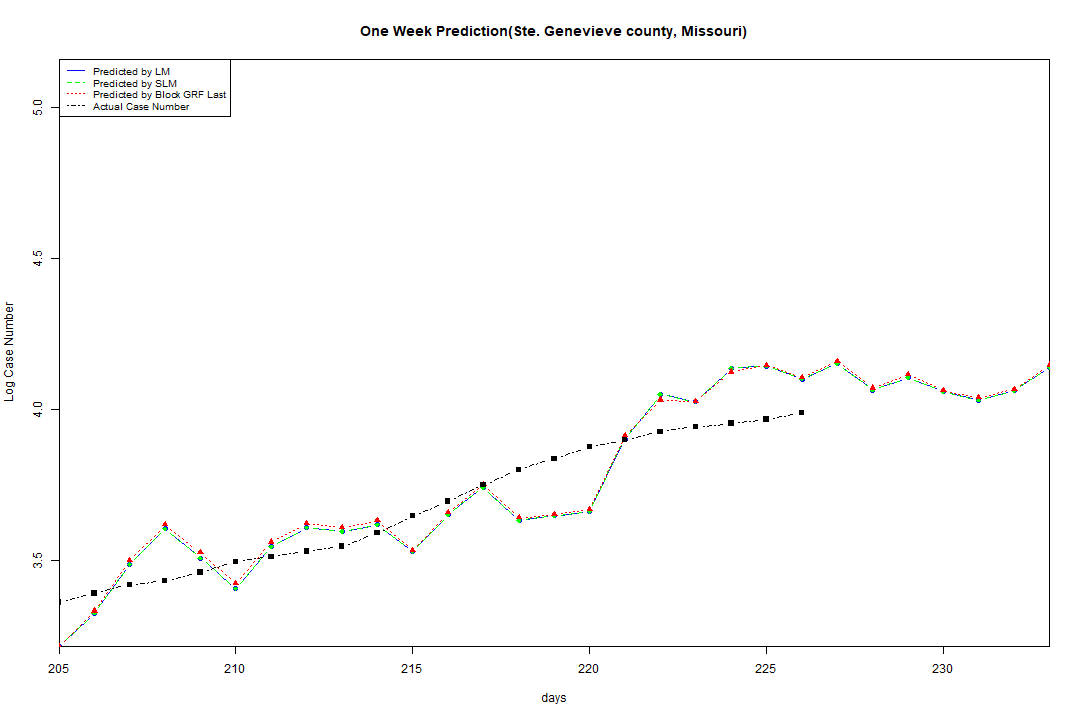 One Week Prediction(Ste. Genevieve county, Missouri)
Predicted by LM
Predicted by SLM
Predicted by Block GRF Last
Actual Case Number
5.0
4.5
4.0
3.5
Log Case Number
205 210 215 220 225 230
days